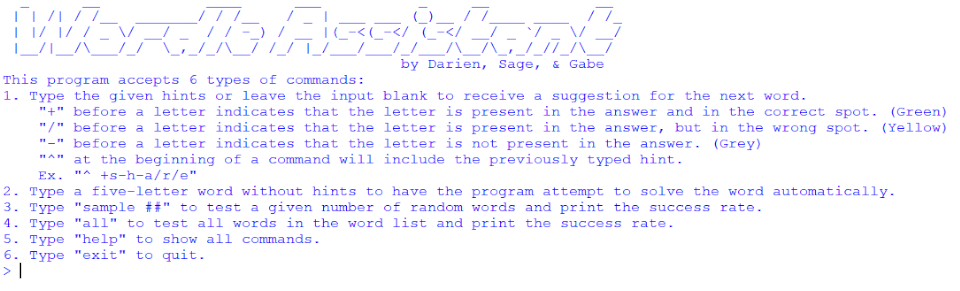 Wordle Assistant
by Darien, Sage, & Gabe
This program accepts 6 types of commands:
1. Type the given hints or leave the input blank to receive a suggestion for the next word.
"+" before a letter indicates that the letter is present in the answer and in the correct spot. (Green)
"/" before a letter indicates that the letter is present in the answer, but in the wrong spot. (Yellow)
"-" before a letter indicates that the letter is not present in the answer. (Grey)
"^" at the beginning of a command will include the previously typed hint.
Ex. "^ +s-h-a/r/e"
2. Type a five-letter word without hints to have the program attempt to solve the word automatically.
3. Type "sample ##" to test a given number of random words and print the success rate.
4. Type "all" to test all words in the word list and print the success rate.
5. Type "help" to show all commands.
6. Type "exit" to quit.
>